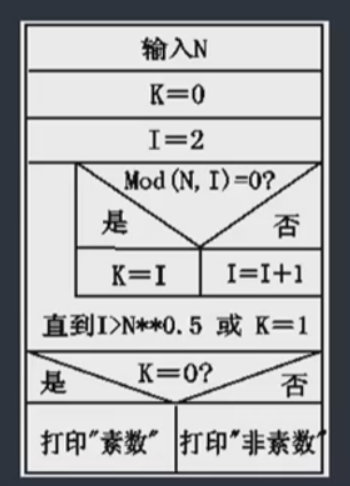 输入N
K=0
I=2
Mod(N,I)=0?
是 否
K=I I=I+1
直到I>N**0.5 或 K=1
K=0?
是 否
打印"素数" 打印"非素数"